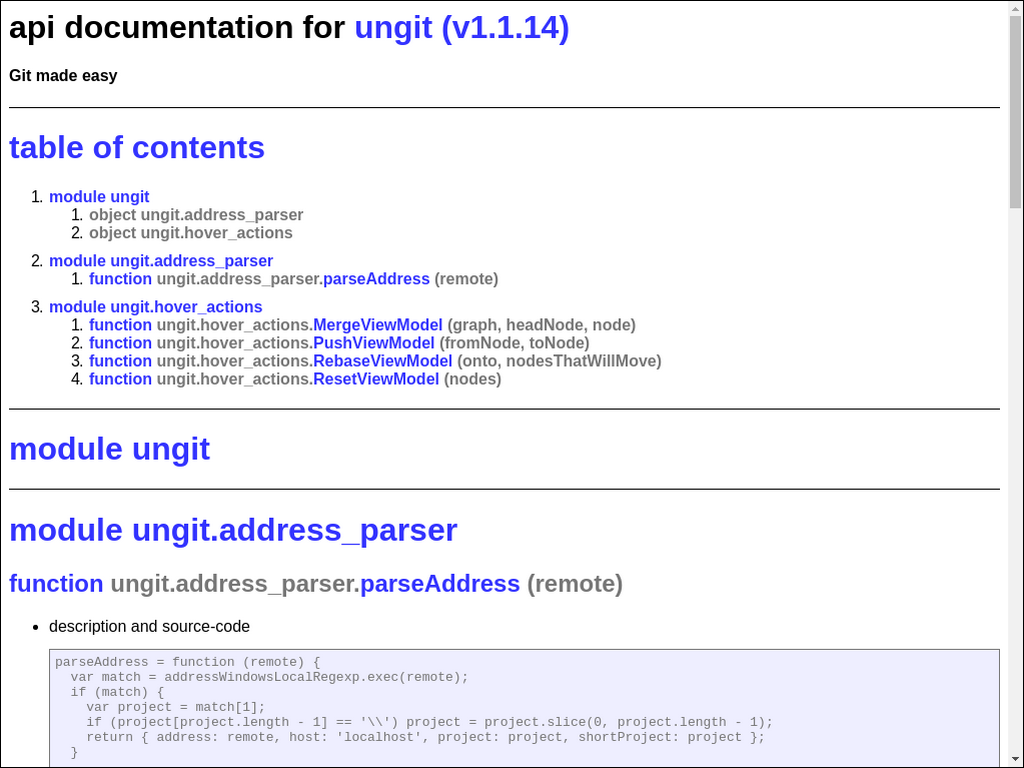 api documentation for ungit (v1.1.14)
Git made easy
table of contents
1. module ungit
1. object ungit.address_parser
2. object ungit.hover_actions
2. module ungit.address_parser
1. function ungit.address_parser.parseAddress (remote)
3. module ungit.hover_actions
1. function ungit.hover_actions.MergeViewModel (graph, headNode, node)
2. function ungit.hover_actions.PushViewModel (fromNode, toNode)
3. function ungit.hover_actions.RebaseViewModel (onto, nodesThatWillMove)
4. function ungit.hover_actions.ResetViewModel (nodes)
module ungit
module ungit.address_parser
function ungit.address_parser.parseAddress (remote)
• description and source-code
parseAddress = function (remote) {
  var match = addressWindowsLocalRegexp.exec(remote);
  if (match) {
    var project = match[1];
    if (project[project.length - 1] == '\\') project = project.slice(0, project.length - 1);
    return { address: remote, host: 'localhost', project: project, shortProject: project };
  }